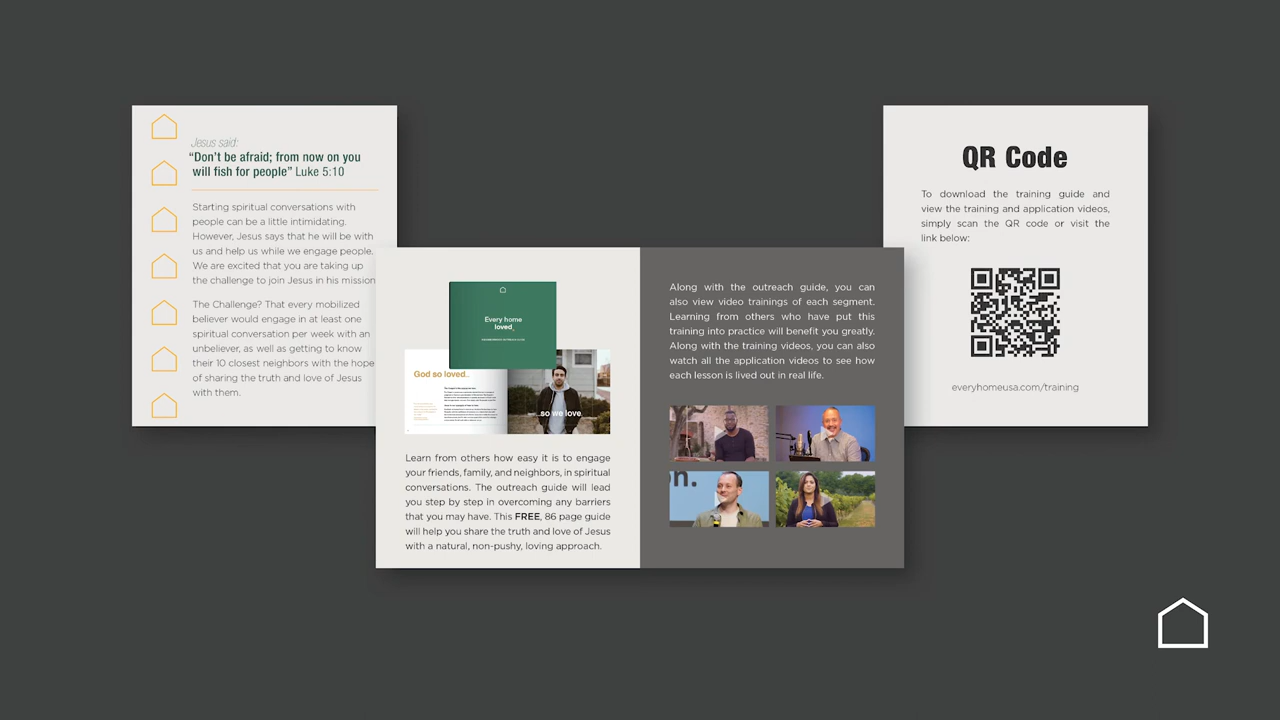 Jesus said:
“Don’t be afraid; from now on you
will fish for people” Luke 5:10
Starting spiritual conversations with
people can be a little intimidating.
However, Jesus says that he will be with
us and help us while we engage people.
We are excited that you are taking up
the challenge to join Jesus in his mission
The Challenge? That every mobilized
believer would engage in at least one
spiritual conversation per week with an
unbeliever, as well as getting to know
their 10 closest neighbors with the hope
of sharing the truth and love of Jesus
with them.
Every home
loved.
God so loved..
...so we love.
Learn from others how easy it is to engage
your friends, family, and neighbors, in spiritual
conversations. The outreach guide will lead
you step by step in overcoming any barriers
that you may have. This FREE, 86 page guide
will help you share the truth and love of Jesus
with a natural, non-pushy, loving approach.
Along with the outreach guide, you can
also view video trainings of each segment.
Learning from others who have put this
training into practice will benefit you greatly.
Along with the training videos, you can also
watch all the application videos to see how
each lesson is lived out in real life.
n.
QR Code
To download the training guide and
view the training and application videos,
simply scan the QR code or visit the
link below:
everyhomeusa.com/training